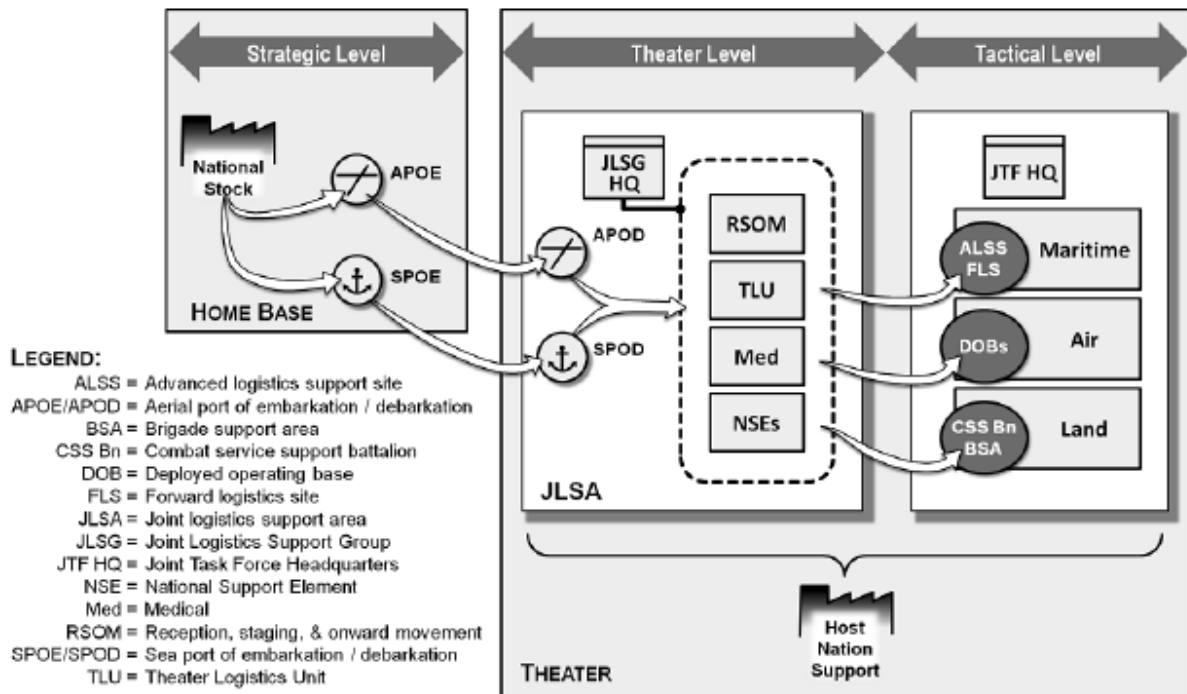 Strategic Level
Theater Level
Tactical Level
National
Stock
APOE
SPOE
HOME BASE
JLSG
HQ
APOD
SPOD
RSOM
TLU
Med
NSEs
JLSA
JTF HQ
ALSS
FLS
Maritime
DOBs
Air
CSS Bn
BSA
Land
LEGEND:
ALSS = Advanced logistics support site
APOE/APOD = Aerial port of embarkation / debarkation
BSA = Brigade support area
CSS Bn = Combat service support battalion
DOB = Deployed operating base
FLS = Forward logistics site
JLSA = Joint logistics support area
JLSG = Joint Logistics Support Group
JTF HQ = Joint Task Force Headquarters
NSE = National Support Element
Med = Medical
RSOM = Reception, staging, & onward movement
SPOE/SPOD = Sea port of embarkation / debarkation
TLU = Theater Logistics Unit
Host
Nation
Support
THEATER